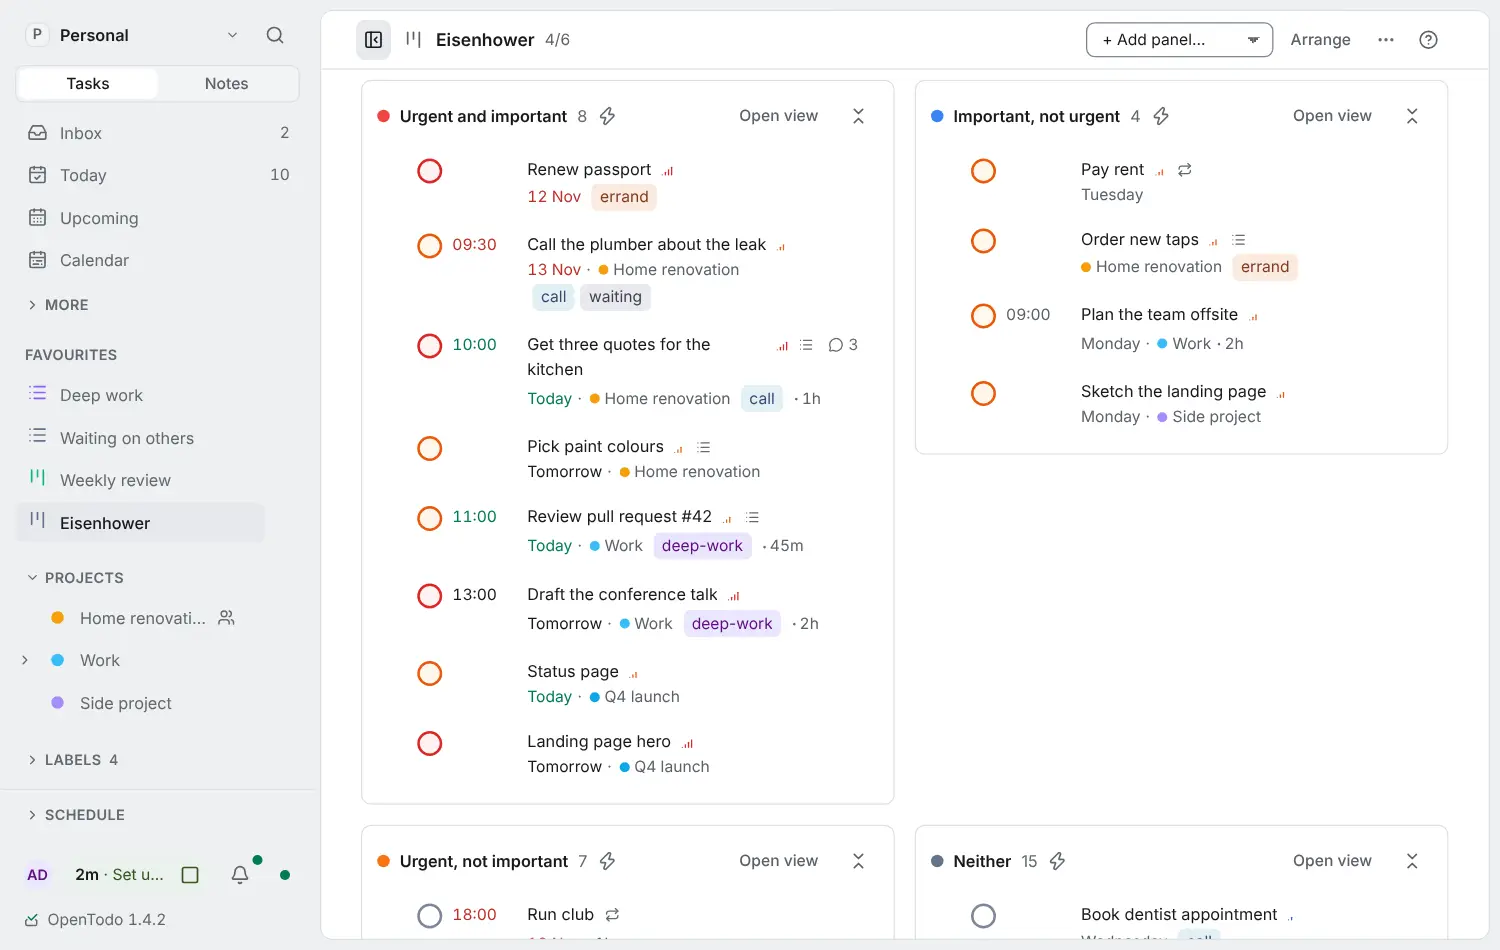 P Personal
Tasks Notes
Inbox 2
Today 10
Upcoming
Calendar
MORE
FAVOURITES
Deep work
Waiting on others
Weekly review
Eisenhower
PROJECTS
Home renovati...
Work
Side project
LABELS 4
SCHEDULE
AD 2m · Set u...
OpenTodo 1.4.2
Eisenhower 4/6
+ Add panel... Arrange
Urgent and important 8 Open view
Renew passport
12 Nov errand
09:30 Call the plumber about the leak
13 Nov · Home renovation
call waiting
10:00 Get three quotes for the 3
kitchen
Today · Home renovation call · 1h
Pick paint colours
Tomorrow · Home renovation
11:00 Review pull request #42
Today · Work deep-work · 45m
13:00 Draft the conference talk
Tomorrow · Work deep-work · 2h
Status page
Today · Q4 launch
Landing page hero
Tomorrow · Q4 launch
Important, not urgent 4 Open view
Pay rent
Tuesday
Order new taps
Home renovation errand
09:00 Plan the team offsite
Monday · Work · 2h
Sketch the landing page
Monday · Side project
Urgent, not important 7 Open view
18:00 Run club
Neither 15 Open view
Book dentist appointment
Wednesday call